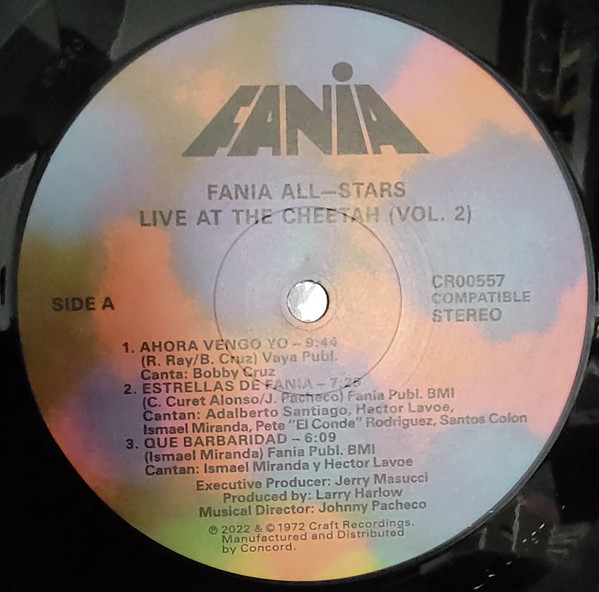 FANIA
FANIA ALL–STARS
LIVE AT THE CHEETAH (VOL. 2)
SIDE A
CR00557
COMPATIBLE
STEREO
1. AHORA VENGO YO – 9:44
(R. Ray/B. Cruz) Vaya Publ.
Canta: Bobby Cruz
2. ESTRELLAS DE FANIA – 7:25
(C. Curet Alonso/J. Pacheco) Fania Publ. BMI
Cantan: Adalberto Santiago, Hector Lavoe,
Ismael Miranda, Pete "El Conde" Rodriguez, Santos Colon
3. QUE BARBARIDAD – 6:09
(Ismael Miranda) Fania Publ. BMI
Cantan: Ismael Miranda y Hector Lavoe
Executive Producer: Jerry Masucci
Produced by: Larry Harlow
Musical Director: Johnny Pacheco
℗ 2022 & © 1972 Craft Recordings.
Manufactured and Distributed
by Concord.